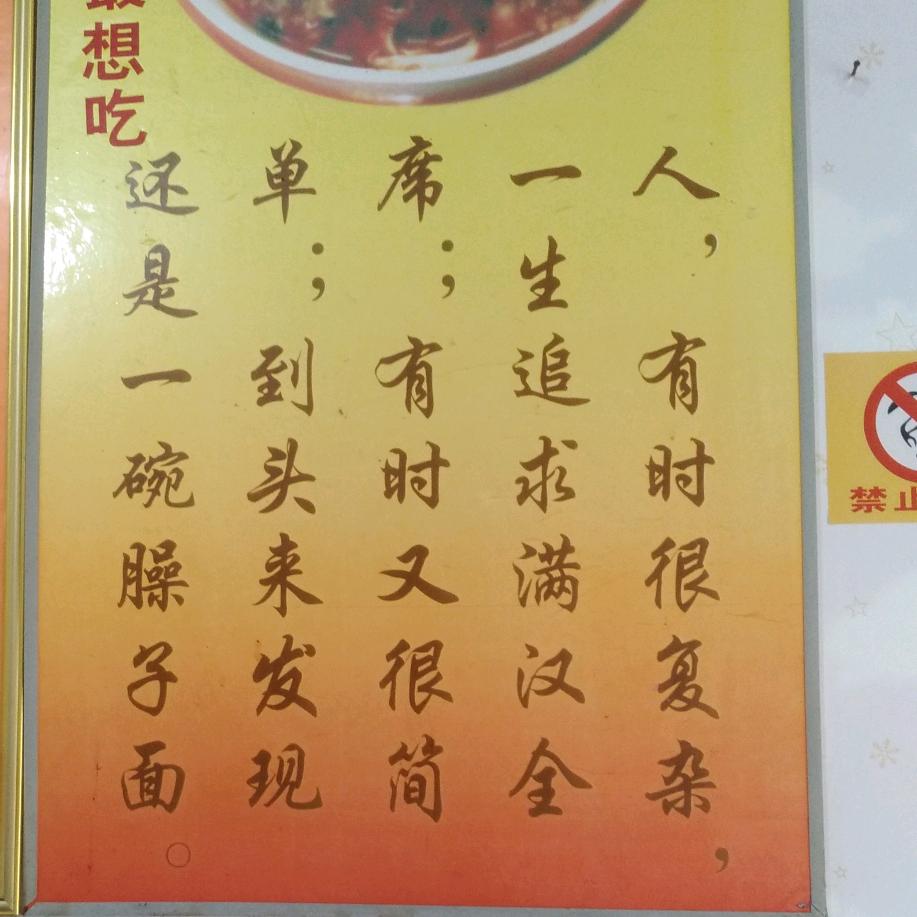 人，有时很复杂，
一生追求满汉全
席；有时又很简
单；到头来发现
还是一碗臊子面。
最想吃
禁止